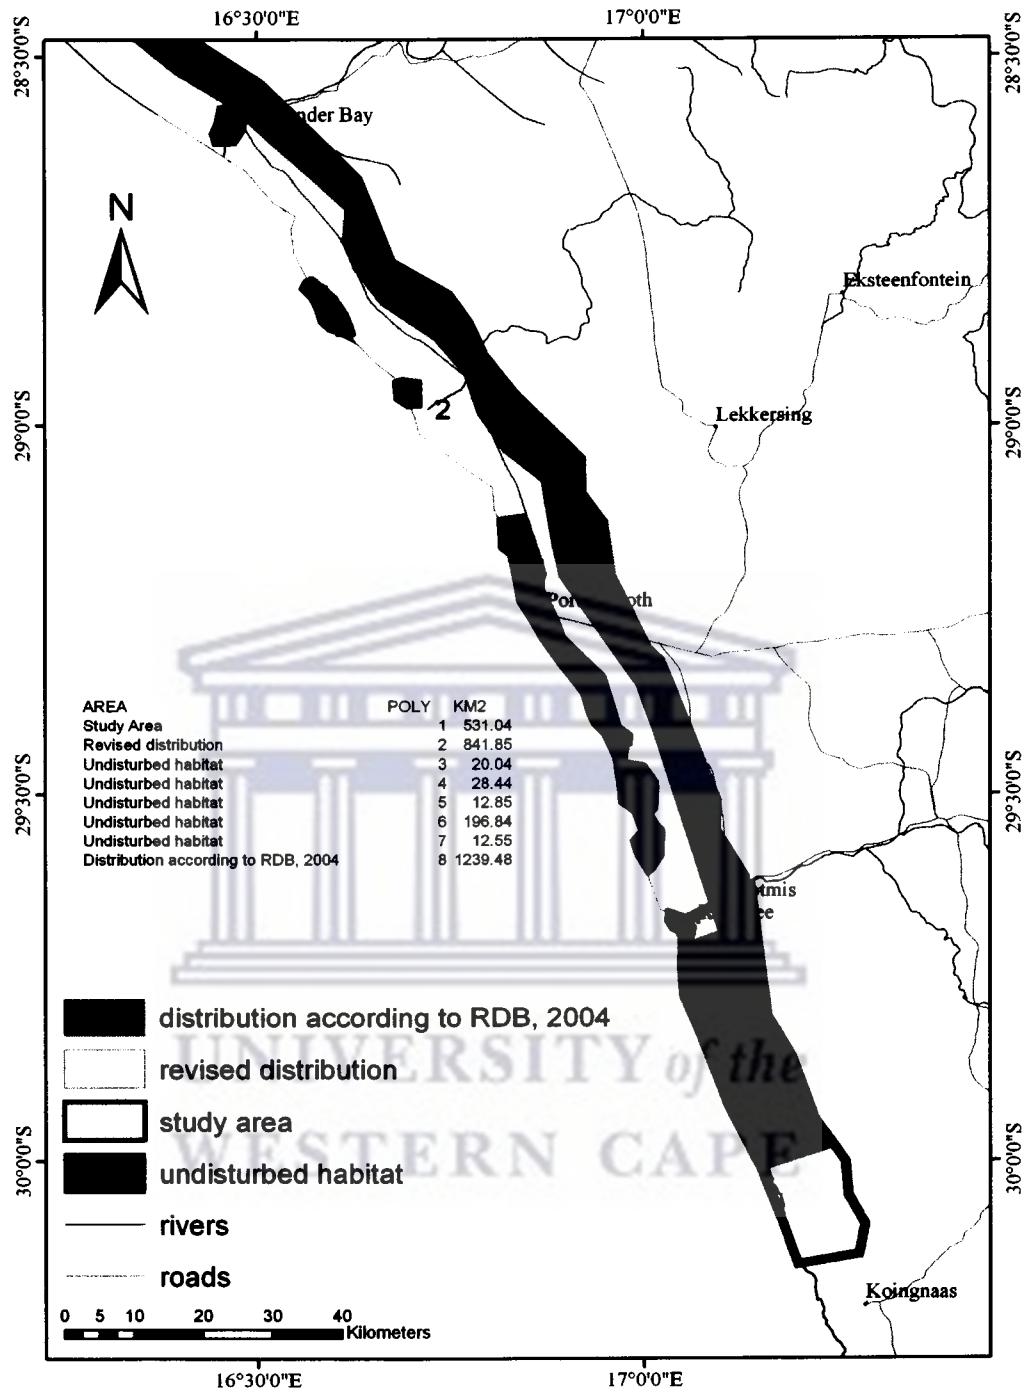 16°30'0"E 17°0'0"E
28°30'0"S 28°30'0"S
nder Bay
N
Eksteenfontein
Lekkersing
2
29°0'0"S 29°0'0"S
Por oth
AREA POLY KM2
Study Area 1 531.04
Revised distribution 2 841.85
Undisturbed habitat 3 20.04
Undisturbed habitat 4 28.44
Undisturbed habitat 5 12.85
Undisturbed habitat 6 196.84
Undisturbed habitat 7 12.55
Distribution according to RDB, 2004 8 1239.48
29°30'0"S 29°30'0"S
tmis
ee
distribution according to RDB, 2004
revised distribution
UNIVERSITY of the
study area
WESTERN CAPE
undisturbed habitat
30°0'0"S 30°0'0"S
rivers
roads
Koingnaas
0 5 10 20 30 40
Kilometers
16°30'0"E 17°0'0"E